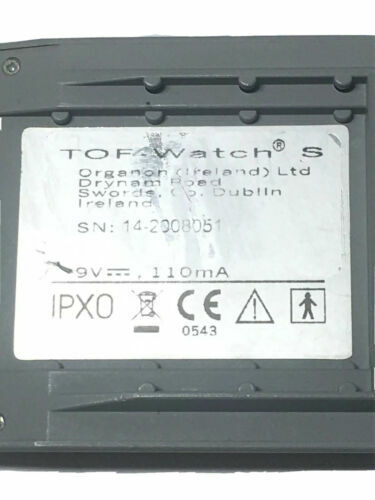 TOF-Watch® S
Organon (Ireland) Ltd
Drynam Road
Swords, Co. Dublin
Ireland
SN: 14-2008051
9V⎓, 110mA
IPX0 CE
0543